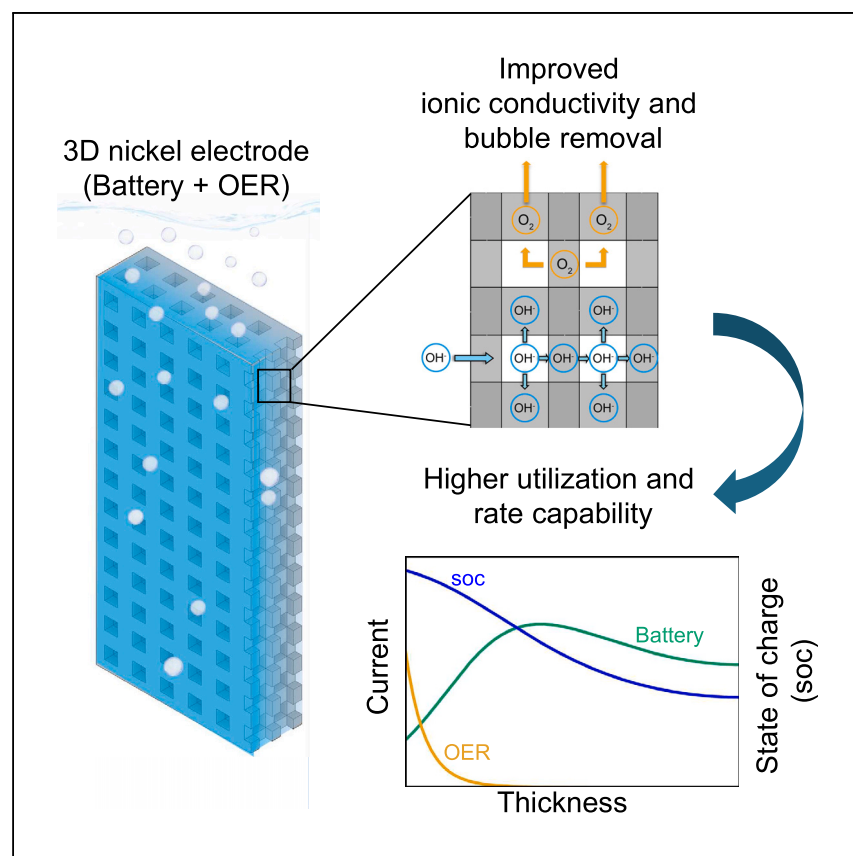 Improved
ionic conductivity and
bubble removal
3D nickel electrode
(Battery + OER)
O₂ O₂
O₂
OH⁻ OH⁻
OH⁻ OH⁻ OH⁻ OH⁻ OH⁻
OH⁻ OH⁻
Higher utilization and
rate capability
soc
Battery
OER
Current
State of charge
(soc)
Thickness